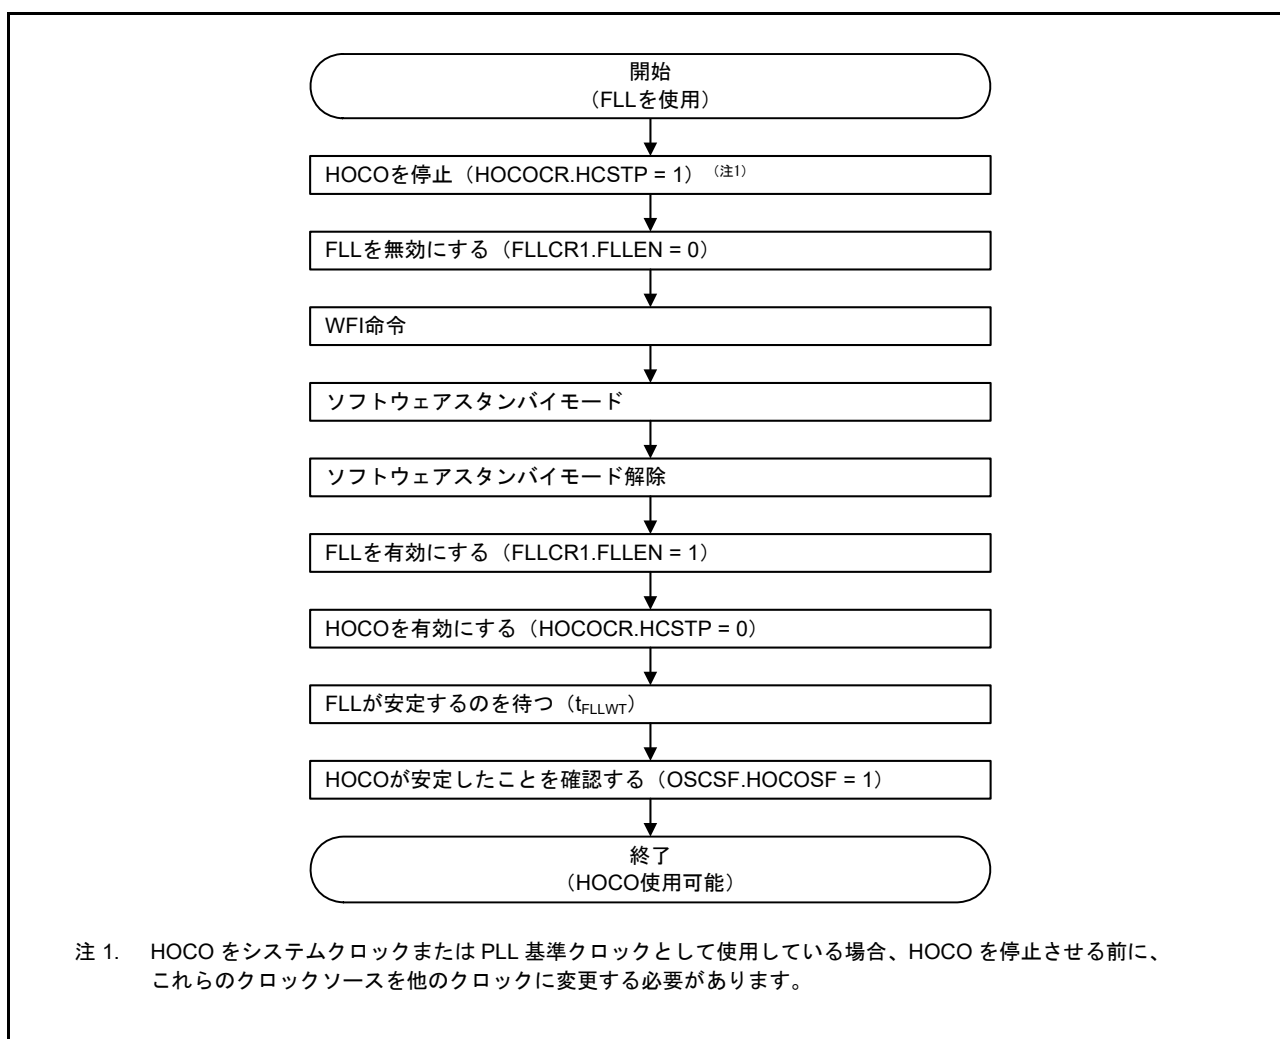 開始
（FLLを使用）
HOCOを停止（HOCOCR.HCSTP = 1）（注1）
FLLを無効にする（FLLCR1.FLLEN = 0）
WFI命令
ソフトウェアスタンバイモード
ソフトウェアスタンバイモード解除
FLLを有効にする（FLLCR1.FLLEN = 1）
HOCOを有効にする（HOCOCR.HCSTP = 0）
FLLが安定するのを待つ（tFLLWT）
HOCOが安定したことを確認する（OSCSF.HOCOSF = 1）
終了
（HOCO使用可能）
注 1. HOCO をシステムクロックまたは PLL 基準クロックとして使用している場合、HOCO を停止させる前に、
これらのクロックソースを他のクロックに変更する必要があります。